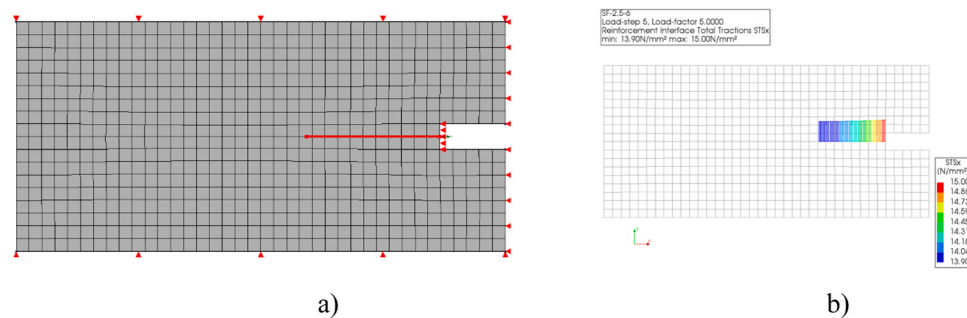 SF-2.5-6
Load-step 5, Load-factor 5.0000
Reinforcement Interface Total Tractions STSx
min: 13.90N/mm² max: 15.00N/mm²
STSx
(N/mm²)
15.00
14.86
14.73
14.59
14.45
14.31
14.18
14.04
13.90
a)
b)